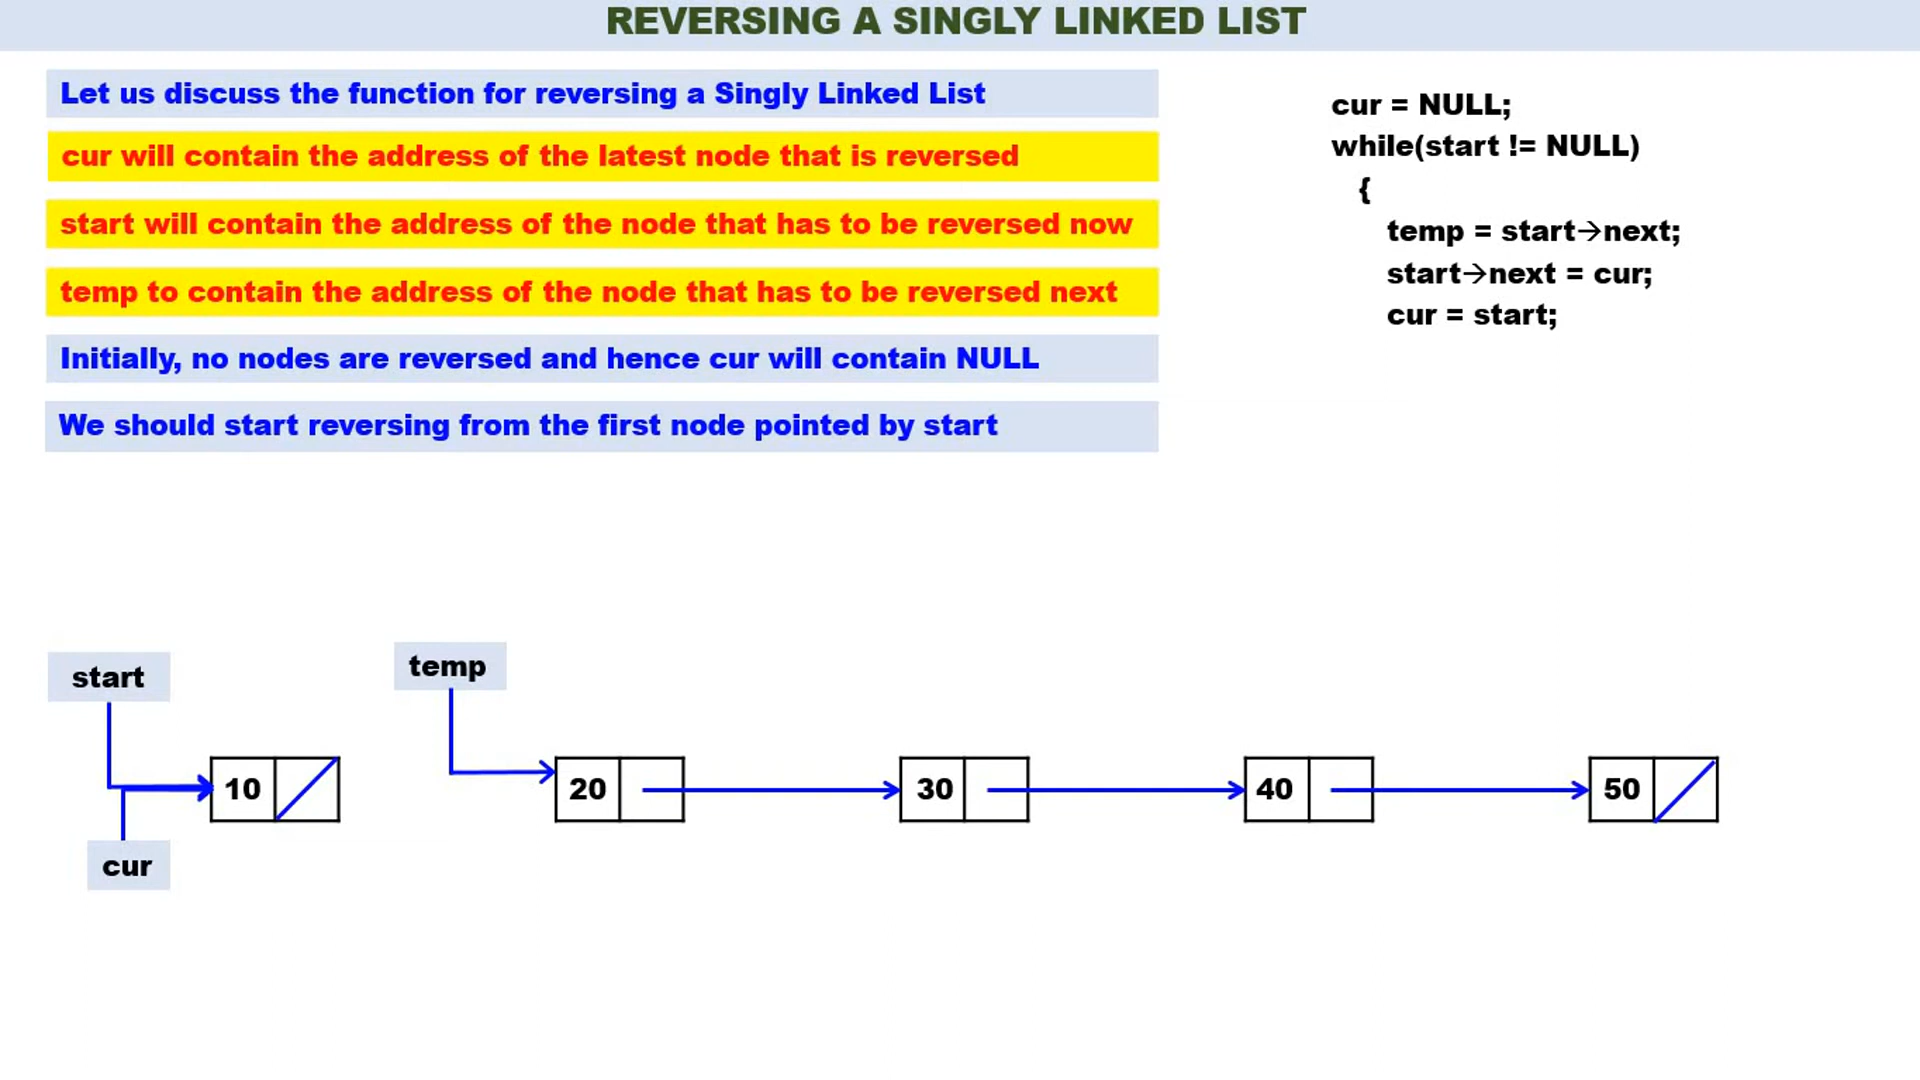 REVERSING A SINGLY LINKED LIST
Let us discuss the function for reversing a Singly Linked List
cur will contain the address of the latest node that is reversed
start will contain the address of the node that has to be reversed now
temp to contain the address of the node that has to be reversed next
Initially, no nodes are reversed and hence cur will contain NULL
We should start reversing from the first node pointed by start
cur = NULL;
while(start != NULL)
{
temp = start→next;
start→next = cur;
cur = start;
start
temp
10
20
30
40
50
cur